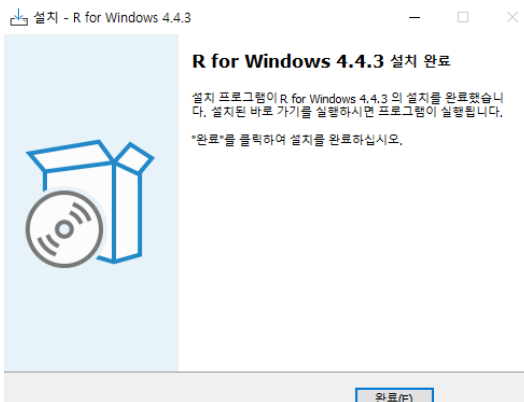 설치 - R for Windows 4.4.3
R for Windows 4.4.3 설치 완료
설치 프로그램이 R for Windows 4.4.3 의 설치를 완료했습니
다. 설치된 바로 가기를 실행하시면 프로그램이 실행됩니다.
"완료"를 클릭하여 설치를 완료하십시오.
완료(F)